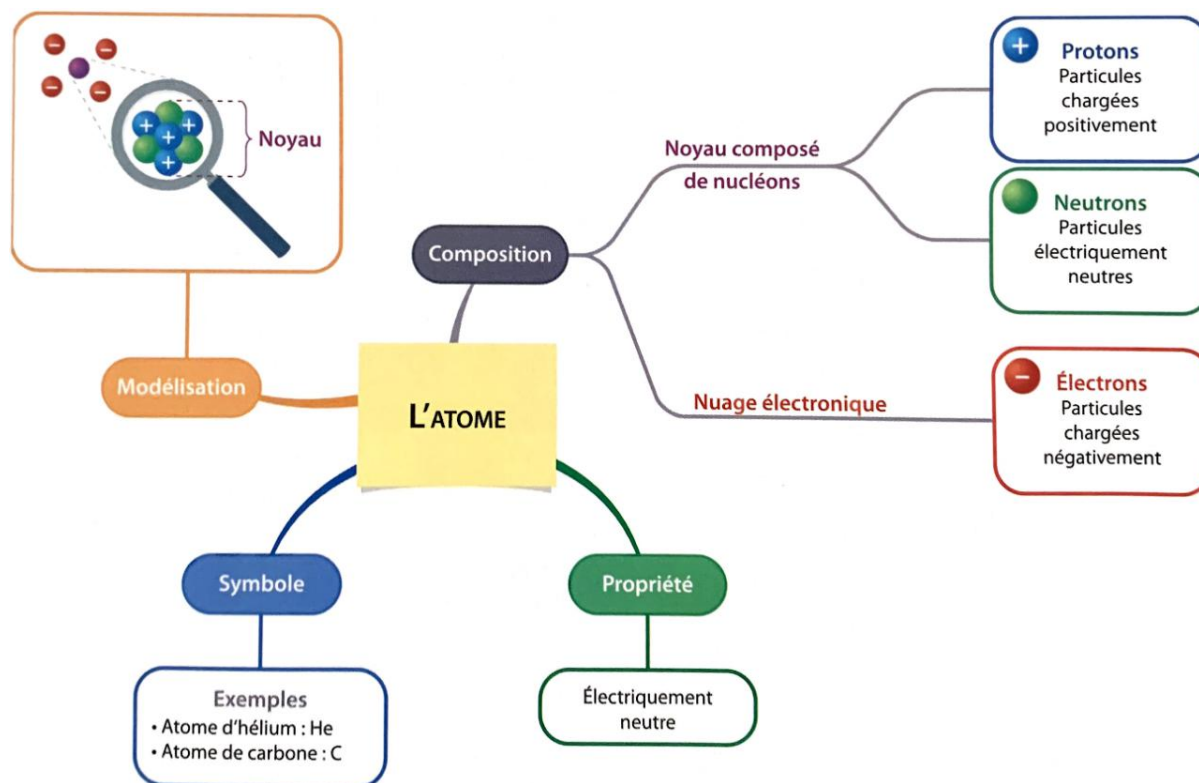 Noyau
Modélisation
L'ATOME
Composition
Noyau composé
de nucléons
+ Protons
Particules
chargées
positivement
Neutrons
Particules
électriquement
neutres
Nuage électronique
− Électrons
Particules
chargées
négativement
Symbole
Exemples
• Atome d'hélium : He
• Atome de carbone : C
Propriété
Électriquement
neutre